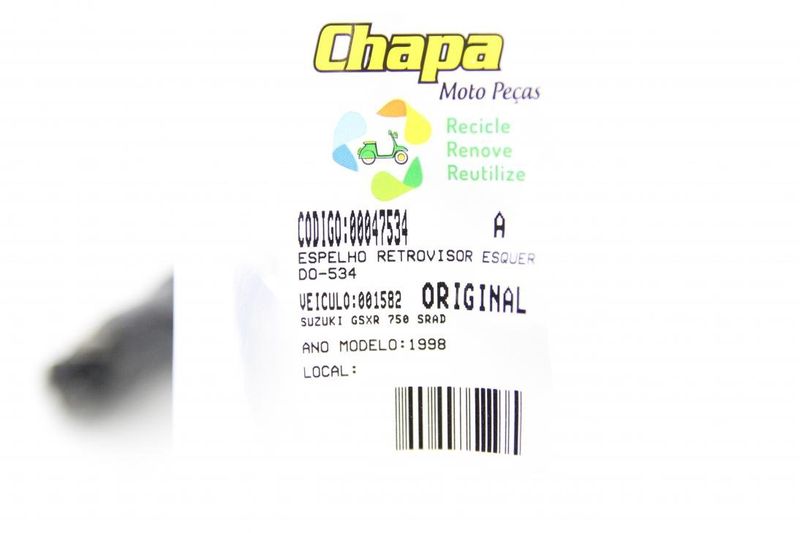 Chapa
Moto Peças
Recicle
Renove
Reutilize
CODIGO:00047534 A
ESPELHO RETROVISOR ESQUER
DO-534
VEICULO:001582 ORIGINAL
SUZUKI GSXR 750 SRAD
ANO MODELO:1998
LOCAL: